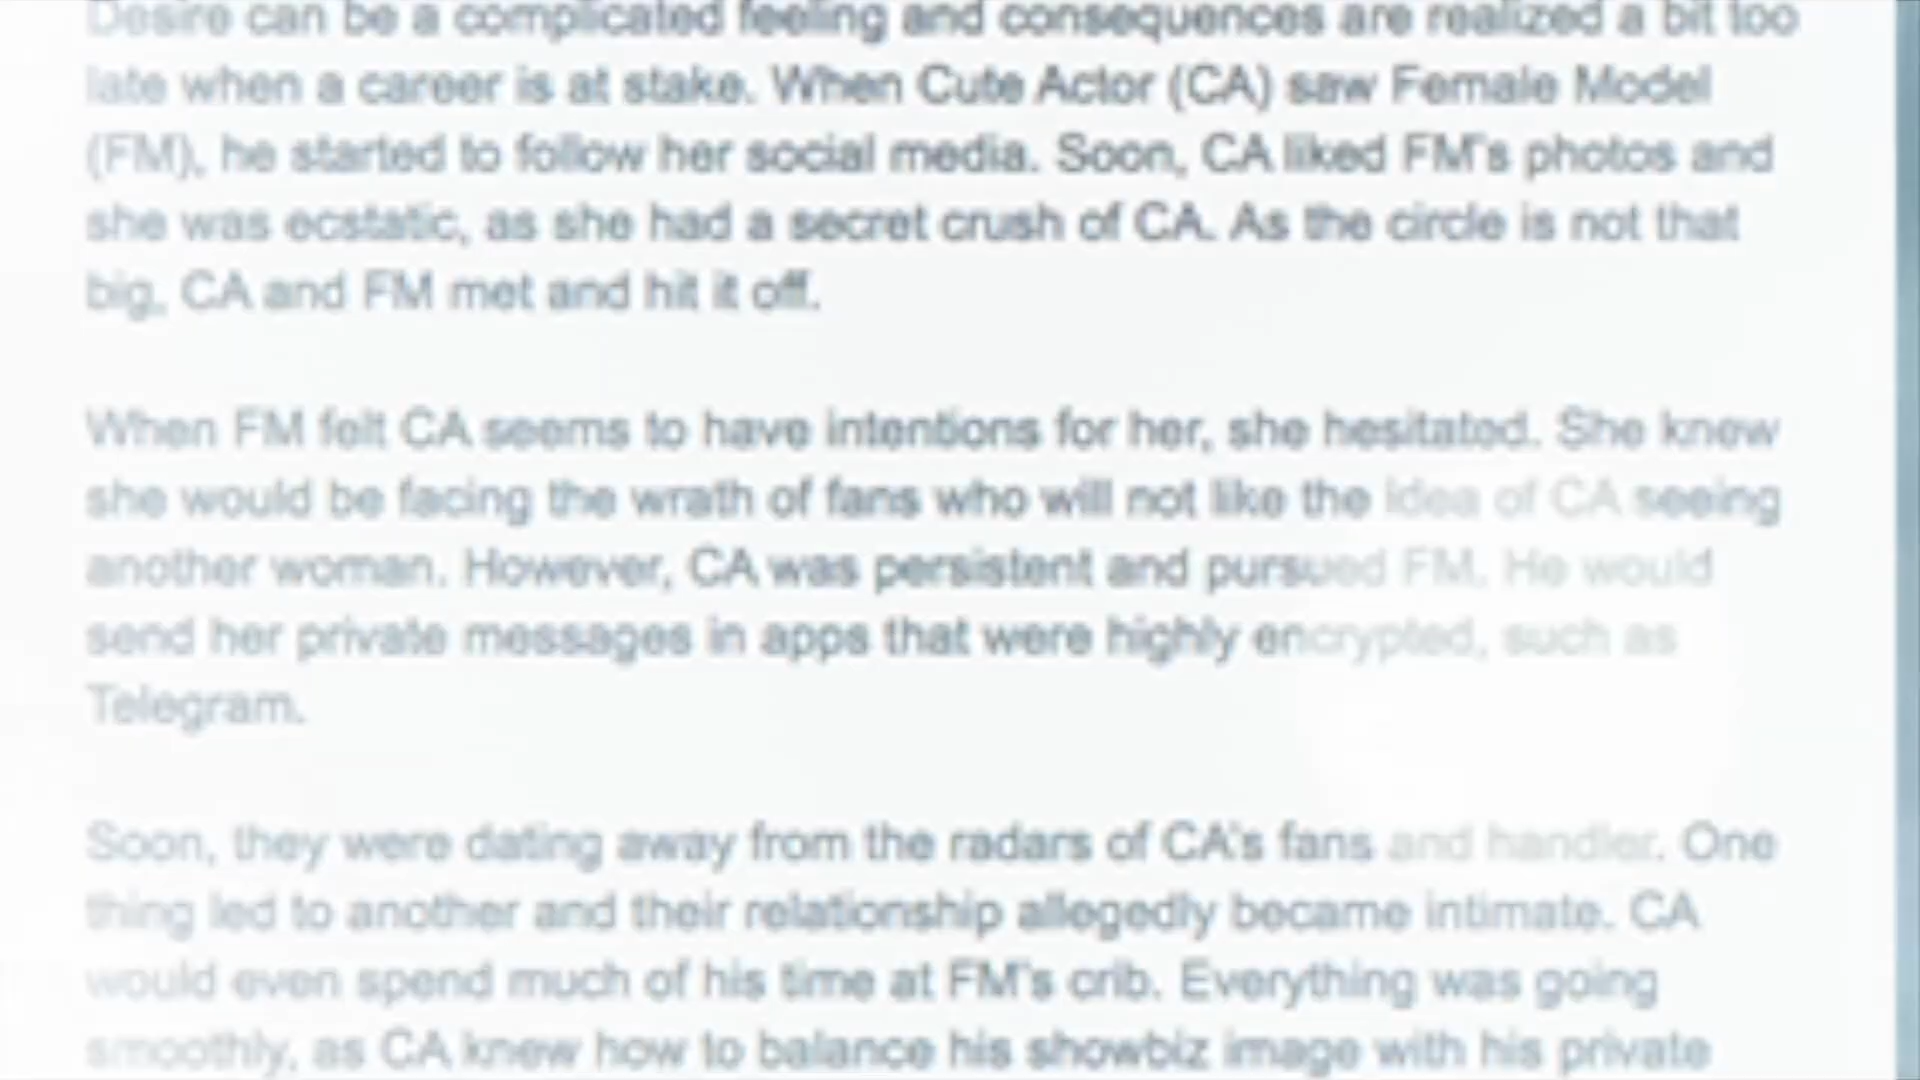 Desire can be a complicated feeling and consequences are realized a bit too
late when a career is at stake. When Cute Actor (CA) saw Female Model
(FM), he started to follow her social media. Soon, CA liked FM's photos and
she was ecstatic, as she had a secret crush of CA. As the circle is not that
big, CA and FM met and hit it off.
When FM felt CA seems to have intentions for her, she hesitated. She knew
she would be facing the wrath of fans who will not like the idea of CA seeing
another woman. However, CA was persistent and pursued FM. He would
send her private messages in apps that were highly encrypted, such as
Telegram.
Soon, they were dating away from the radars of CA's fans and handler. One
thing led to another and their relationship allegedly became intimate. CA
would even spend much of his time at FM's crib. Everything was going
smoothly, as CA knew how to balance his showbiz image with his private